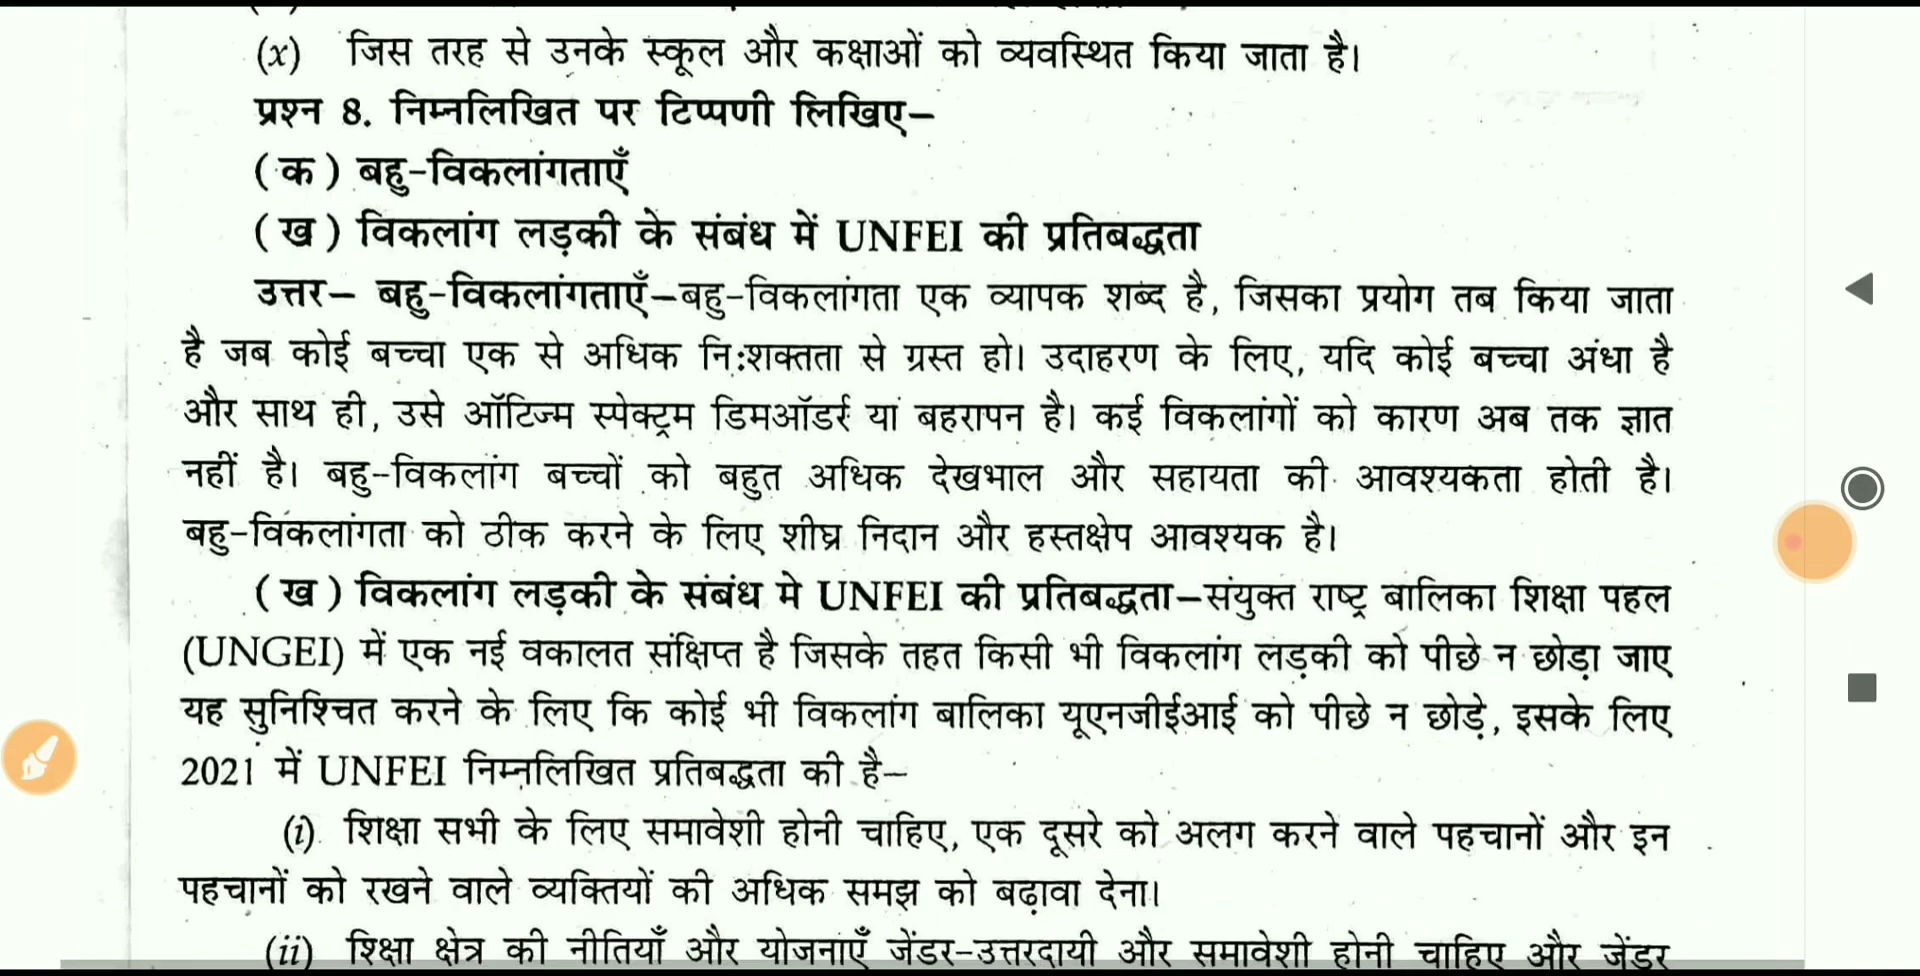 (x) जिस तरह से उनके स्कूल और कक्षाओं को व्यवस्थित किया जाता है।
प्रश्न 8. निम्नलिखित पर टिप्पणी लिखिए–
(क) बहु-विकलांगताएँ
(ख) विकलांग लड़की के संबंध में UNFEI की प्रतिबद्धता
उत्तर– बहु-विकलांगताएँ–बहु-विकलांगता एक व्यापक शब्द है, जिसका प्रयोग तब किया जाता
है जब कोई बच्चा एक से अधिक नि:शक्तता से ग्रस्त हो। उदाहरण के लिए, यदि कोई बच्चा अंधा है
और साथ ही, उसे ऑटिज्म स्पेक्ट्रम डिमऑडर्र या बहरापन है। कई विकलांगों को कारण अब तक ज्ञात
नहीं है। बहु-विकलांग बच्चों को बहुत अधिक देखभाल और सहायता की आवश्यकता होती है।
बहु-विकलांगता को ठीक करने के लिए शीघ्र निदान और हस्तक्षेप आवश्यक है।
(ख) विकलांग लड़की के संबंध मे UNFEI की प्रतिबद्धता–संयुक्त राष्ट्र बालिका शिक्षा पहल
(UNGEI) में एक नई वकालत संक्षिप्त है जिसके तहत किसी भी विकलांग लड़की को पीछे न छोड़ा जाए
यह सुनिश्चित करने के लिए कि कोई भी विकलांग बालिका यूएनजीईआई को पीछे न छोड़े, इसके लिए
2021 में UNFEI निम्नलिखित प्रतिबद्धता की है–
(i) शिक्षा सभी के लिए समावेशी होनी चाहिए, एक दूसरे को अलग करने वाले पहचानों और इन
पहचानों को रखने वाले व्यक्तियों की अधिक समझ को बढ़ावा देना।
(ii) शिक्षा क्षेत्र की नीतियाँ और योजनाएँ जेंडर-उत्तरदायी और समावेशी होनी चाहिए और जेंडर